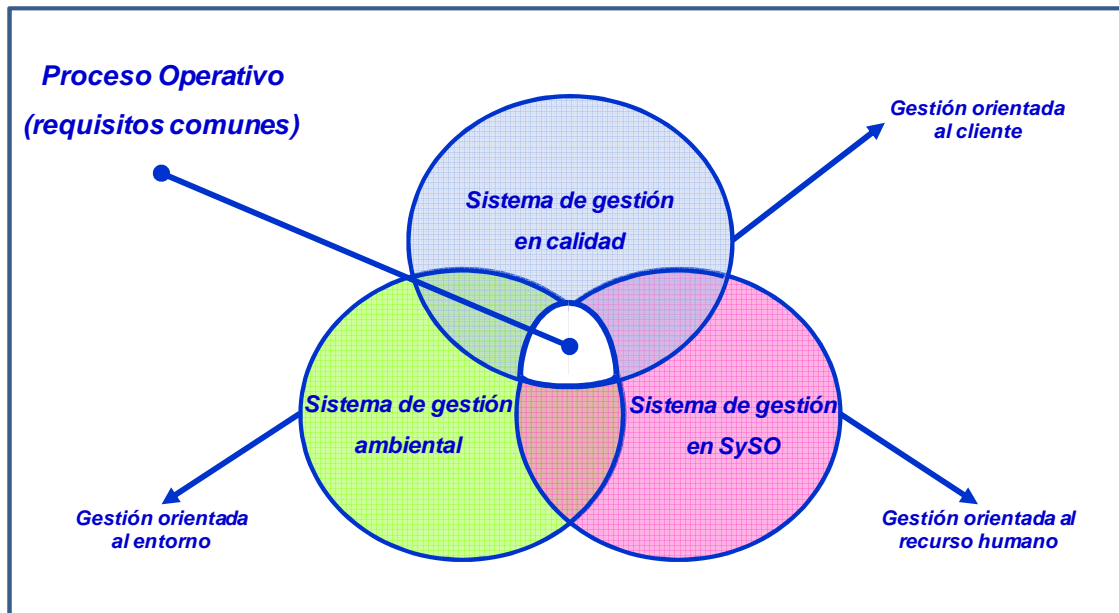 Proceso Operativo
(requisitos comunes)
Gestión orientada
al cliente
Sistema de gestión
en calidad
Sistema de gestión
ambiental
Sistema de gestión
en SySO
Gestión orientada
al entorno
Gestión orientada al
recurso humano